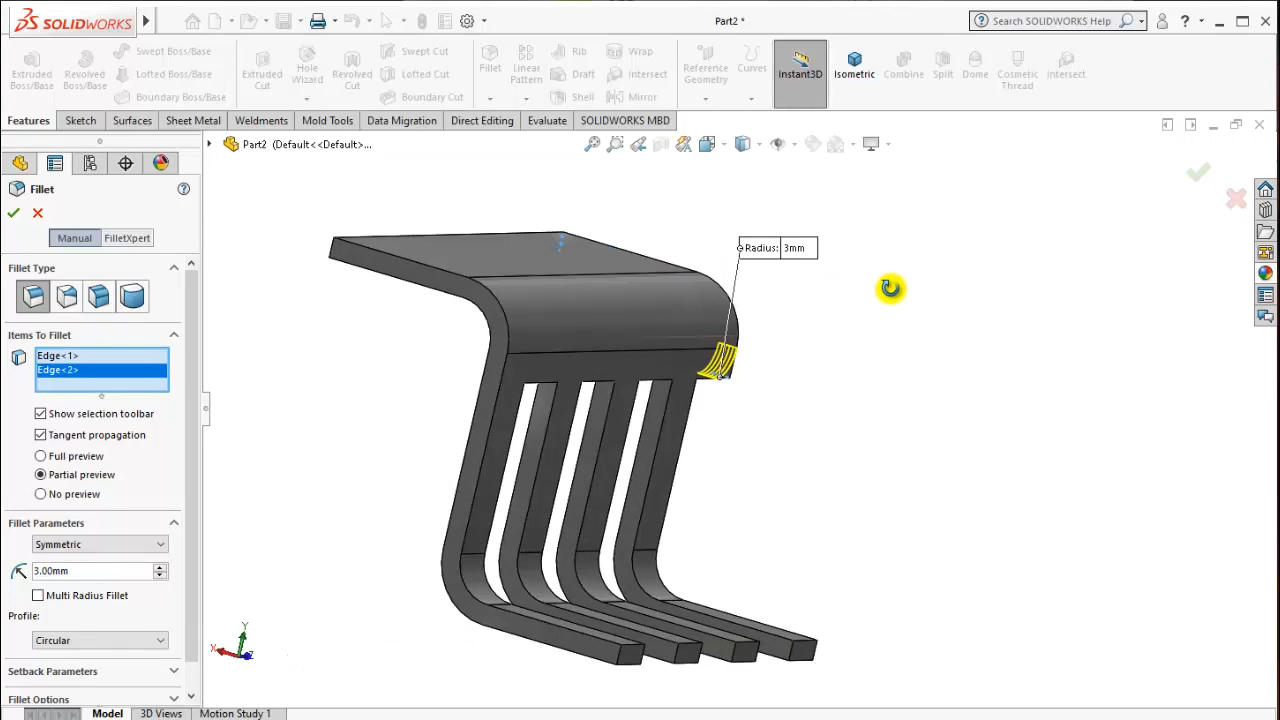 SOLIDWORKS
Part2 *
Search SOLIDWORKS Help
Extruded Boss/Base
Revolved Boss/Base
Swept Boss/Base
Lofted Boss/Base
Boundary Boss/Base
Extruded Cut
Hole Wizard
Revolved Cut
Swept Cut
Lofted Cut
Boundary Cut
Fillet
Linear Pattern
Rib
Draft
Shell
Wrap
Intersect
Mirror
Reference Geometry
Curves
Instant3D
Isometric
Combine
Split
Dome
Cosmetic Thread
Intersect
Features
Sketch
Surfaces
Sheet Metal
Weldments
Mold Tools
Data Migration
Direct Editing
Evaluate
SOLIDWORKS MBD
Part2 (Default<<Default>...
Fillet
Manual
FilletXpert
Fillet Type
Items To Fillet
Edge<1>
Edge<2>
Show selection toolbar
Tangent propagation
Full preview
Partial preview
No preview
Fillet Parameters
Symmetric
3.00mm
Multi Radius Fillet
Profile:
Circular
Setback Parameters
Fillet Options
Radius: 3mm
Y
X
Z
Model
3D Views
Motion Study 1